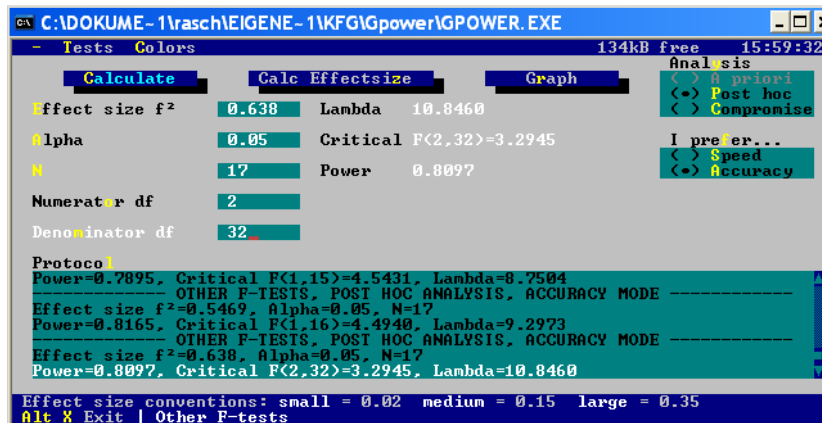 C:\DOKUME~1\rasch\EIGENE~1\KFG\Gpower\GPOWER.EXE
- Tests Colors 134kB free 15:59:32
Analysis
Calculate Calc Effectsize Graph ( ) A priori
(•) Post hoc
Effect size f² 0.638 Lambda 10.8460 ( ) Compromise
Alpha 0.05 Critical F(2,32)=3.2945 I prefer...
( ) Speed
N 17 Power 0.8097 (•) Accuracy
Numerator df 2
Denominator df 32_
Protocol
Power=0.7895, Critical F(1,15)=4.5431, Lambda=8.7504
------------- OTHER F-TESTS, POST HOC ANALYSIS, ACCURACY MODE ------------
Effect size f²=0.5469, Alpha=0.05, N=17
Power=0.8165, Critical F(1,16)=4.4940, Lambda=9.2973
------------- OTHER F-TESTS, POST HOC ANALYSIS, ACCURACY MODE ------------
Effect size f²=0.638, Alpha=0.05, N=17
Power=0.8097, Critical F(2,32)=3.2945, Lambda=10.8460
Effect size conventions: small = 0.02 medium = 0.15 large = 0.35
Alt X Exit | Other F-tests